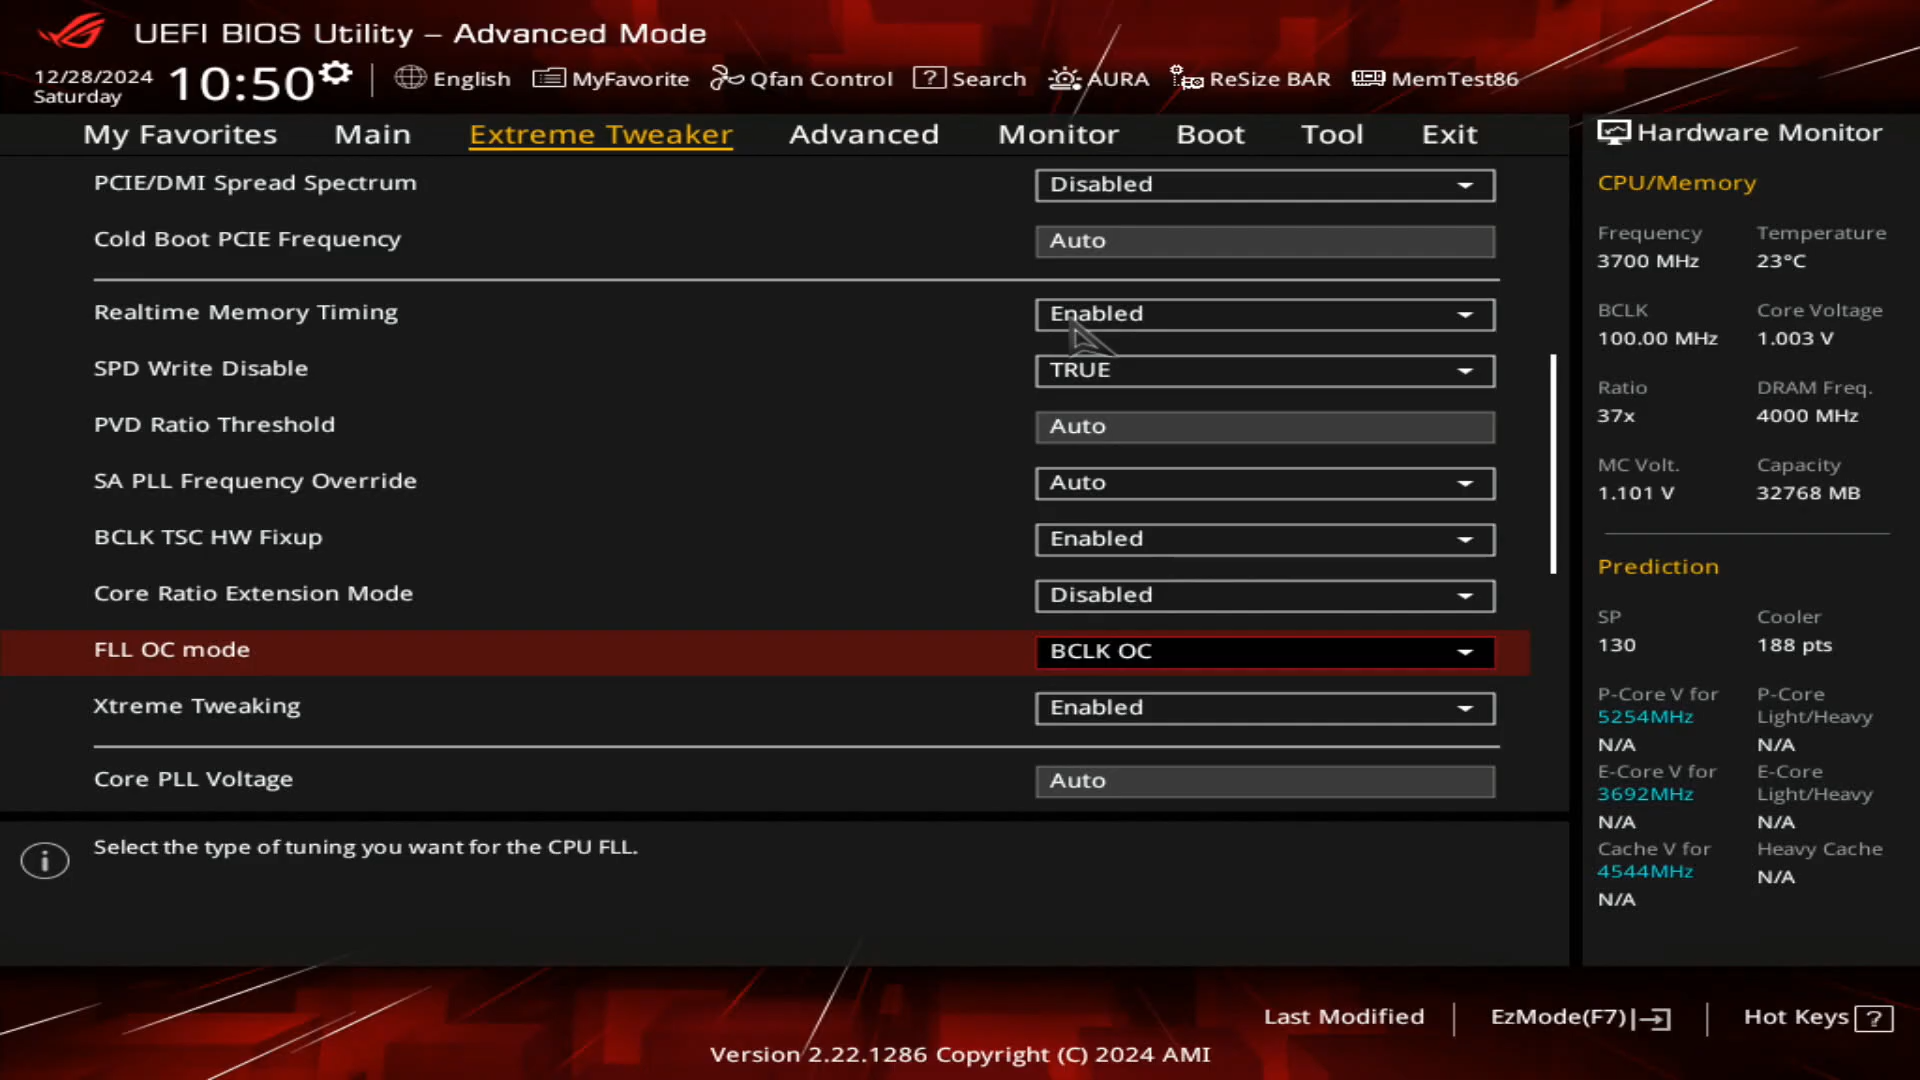 UEFI BIOS Utility – Advanced Mode
12/28/2024
Saturday
10:50
English
MyFavorite
Qfan Control
Search
AURA
ReSize BAR
MemTest86
My Favorites
Main
Extreme Tweaker
Advanced
Monitor
Boot
Tool
Exit
PCIE/DMI Spread Spectrum
Disabled
Cold Boot PCIE Frequency
Auto
Realtime Memory Timing
Enabled
SPD Write Disable
TRUE
PVD Ratio Threshold
Auto
SA PLL Frequency Override
Auto
BCLK TSC HW Fixup
Enabled
Core Ratio Extension Mode
Disabled
FLL OC mode
BCLK OC
Xtreme Tweaking
Enabled
Core PLL Voltage
Auto
Select the type of tuning you want for the CPU FLL.
Hardware Monitor
CPU/Memory
Frequency
Temperature
3700 MHz
23°C
BCLK
Core Voltage
100.00 MHz
1.003 V
Ratio
DRAM Freq.
37x
4000 MHz
MC Volt.
Capacity
1.101 V
32768 MB
Prediction
SP
Cooler
130
188 pts
P-Core V for
P-Core
5254MHz
Light/Heavy
N/A
N/A
E-Core V for
E-Core
3692MHz
Light/Heavy
N/A
N/A
Cache V for
Heavy Cache
4544MHz
N/A
N/A
Last Modified
EzMode(F7)
Hot Keys ?
Version 2.22.1286 Copyright (C) 2024 AMI